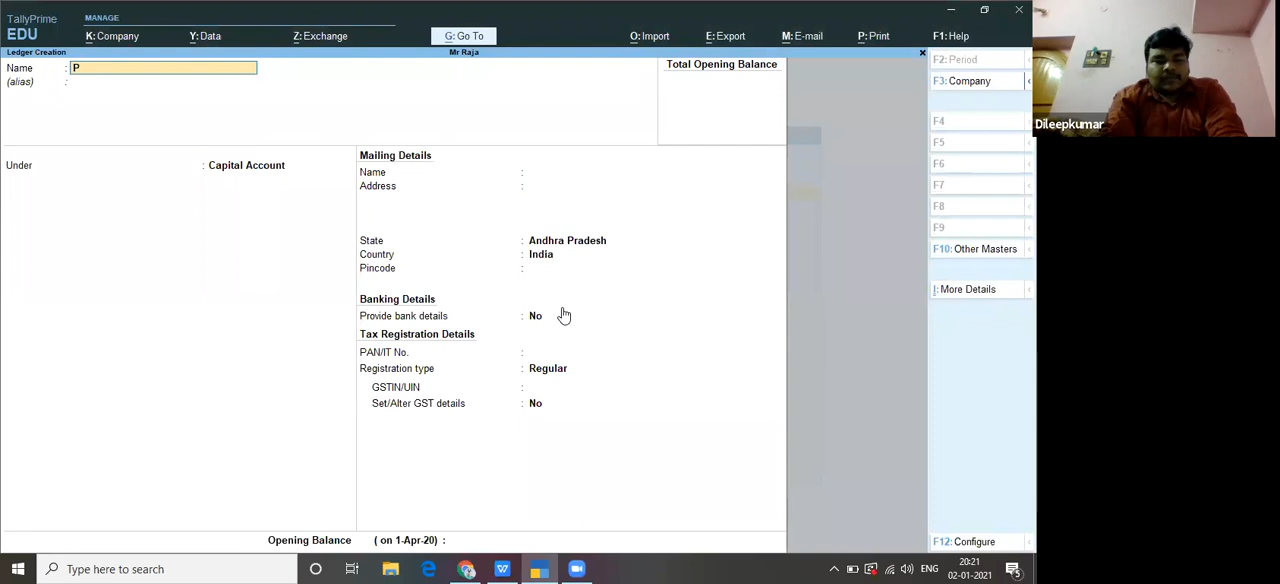 TallyPrime
EDU
MANAGE
K: Company
Y: Data
Z: Exchange
G: Go To
O: Import
E: Export
M: E-mail
P: Print
F1: Help
Ledger Creation
Mr Raja
Name : P
(alias) :
Total Opening Balance
Under : Capital Account
Mailing Details
Name :
Address :
State : Andhra Pradesh
Country : India
Pincode :
Banking Details
Provide bank details : No
Tax Registration Details
PAN/IT No. :
Registration type : Regular
GSTIN/UIN :
Set/Alter GST details : No
Opening Balance ( on 1-Apr-20) :
F2: Period
F3: Company
F4
F5
F6
F7
F8
F9
F10: Other Masters
|: More Details
F12: Configure
Dileepkumar
Type here to search
ENG
20:21
02-01-2021
5